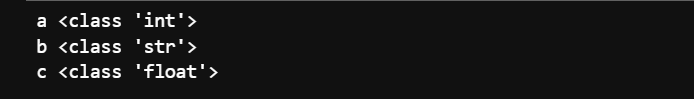 a <class 'int'>
b <class 'str'>
c <class 'float'>